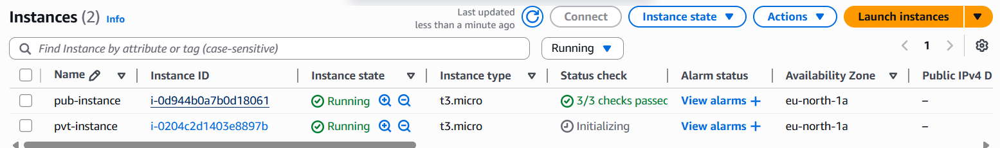 Instances (2) Info
Last updated
less than a minute ago
Connect
Instance state
Actions
Launch instances
Find Instance by attribute or tag (case-sensitive)
Running
1
Name Instance ID Instance state Instance type Status check Alarm status Availability Zone Public IPv4 D
pub-instance i-0d944b0a7b0d18061 Running t3.micro 3/3 checks passec View alarms + eu-north-1a –
pvt-instance i-0204c2d1403e8897b Running t3.micro Initializing View alarms + eu-north-1a –